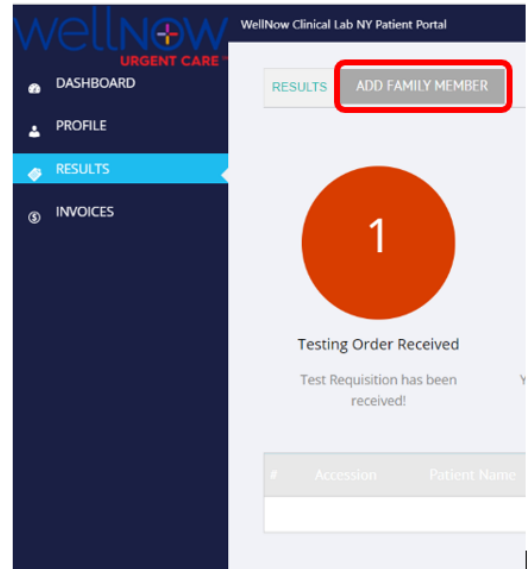 WellNow
URGENT CARE
WellNow Clinical Lab NY Patient Portal
DASHBOARD
PROFILE
RESULTS
INVOICES
RESULTS
ADD FAMILY MEMBER
1
Testing Order Received
Test Requisition has been
received!
Y
# Accession Patient Name